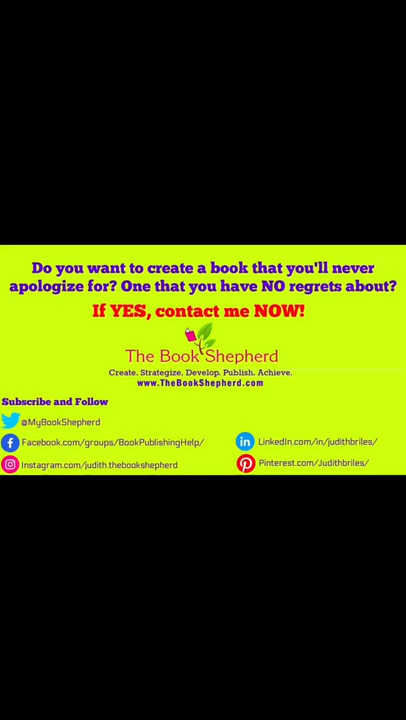 Do you want to create a book that you'll never
apologize for? One that you have NO regrets about?
If YES, contact me NOW!
The Book Shepherd
Create. Strategize. Develop. Publish. Achieve.
www.TheBookShepherd.com
Subscribe and Follow
@MyBookShepherd
Facebook.com/groups/BookPublishingHelp/
LinkedIn.com/in/judithbriles/
Instagram.com/judith.thebookshepherd
Pinterest.com/Judithbriles/